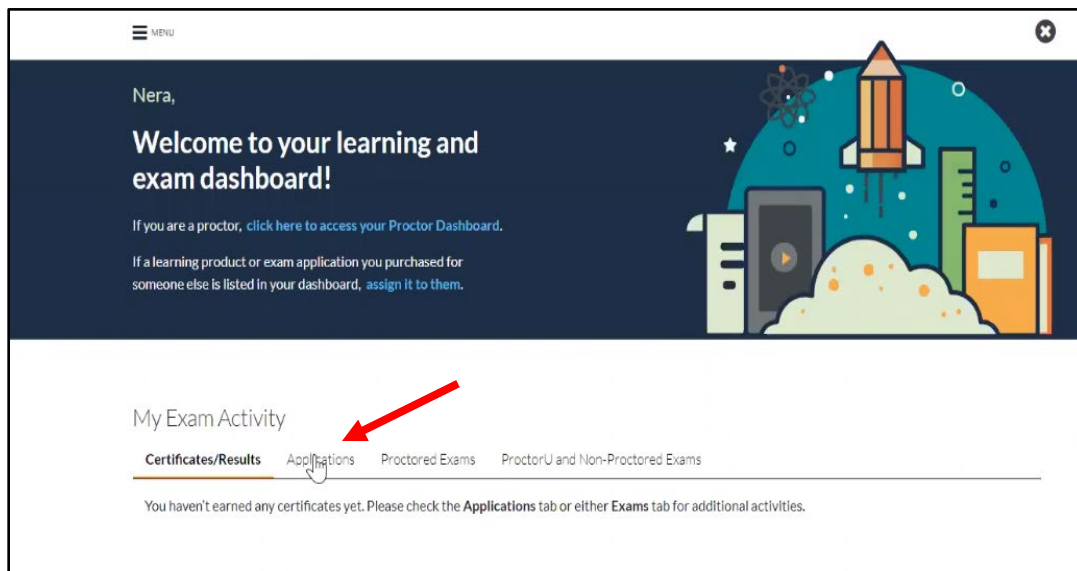 MENU
Nera,
Welcome to your learning and
exam dashboard!
If you are a proctor, click here to access your Proctor Dashboard.
If a learning product or exam application you purchased for
someone else is listed in your dashboard, assign it to them.
My Exam Activity
Certificates/Results Applications Proctored Exams ProctorU and Non-Proctored Exams
You haven't earned any certificates yet. Please check the Applications tab or either Exams tab for additional activities.